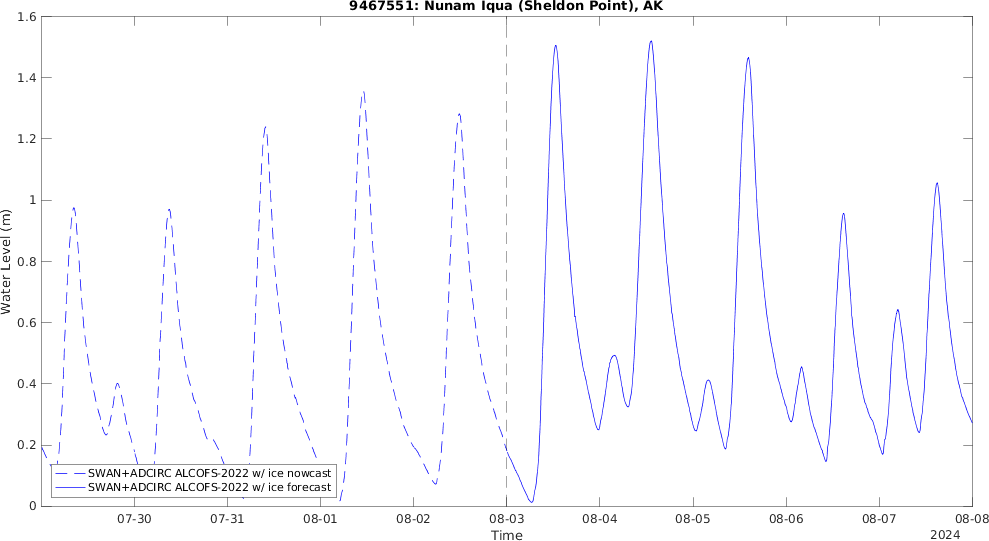 9467551: Nunam Iqua (Sheldon Point), AK
1.6
1.4
1.2
1
0.8
0.6
0.4
0.2
0
Water Level (m)
SWAN+ADCIRC ALCOFS-2022 w/ ice nowcast
SWAN+ADCIRC ALCOFS-2022 w/ ice forecast
07-30 07-31 08-01 08-02 08-03 08-04 08-05 08-06 08-07 08-08
Time
2024